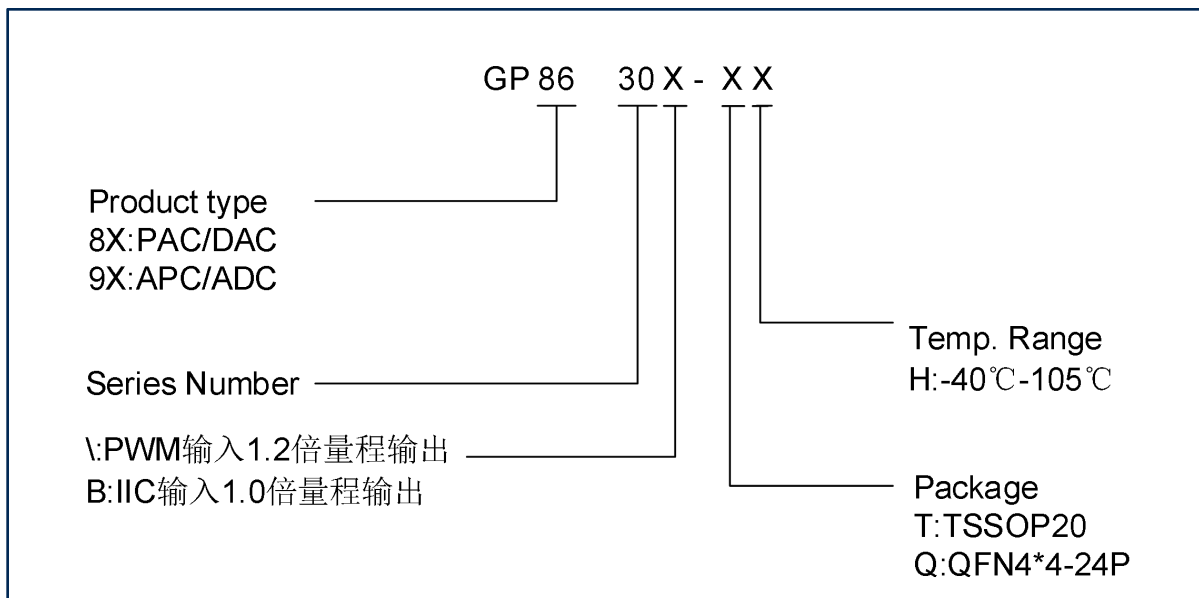 GP 86 30 X - X X
Product type
8X:PAC/DAC
9X:APC/ADC
Temp. Range
H:-40℃-105℃
Series Number
\:PWM输入1.2倍量程输出
B:IIC输入1.0倍量程输出
Package
T:TSSOP20
Q:QFN4*4-24P